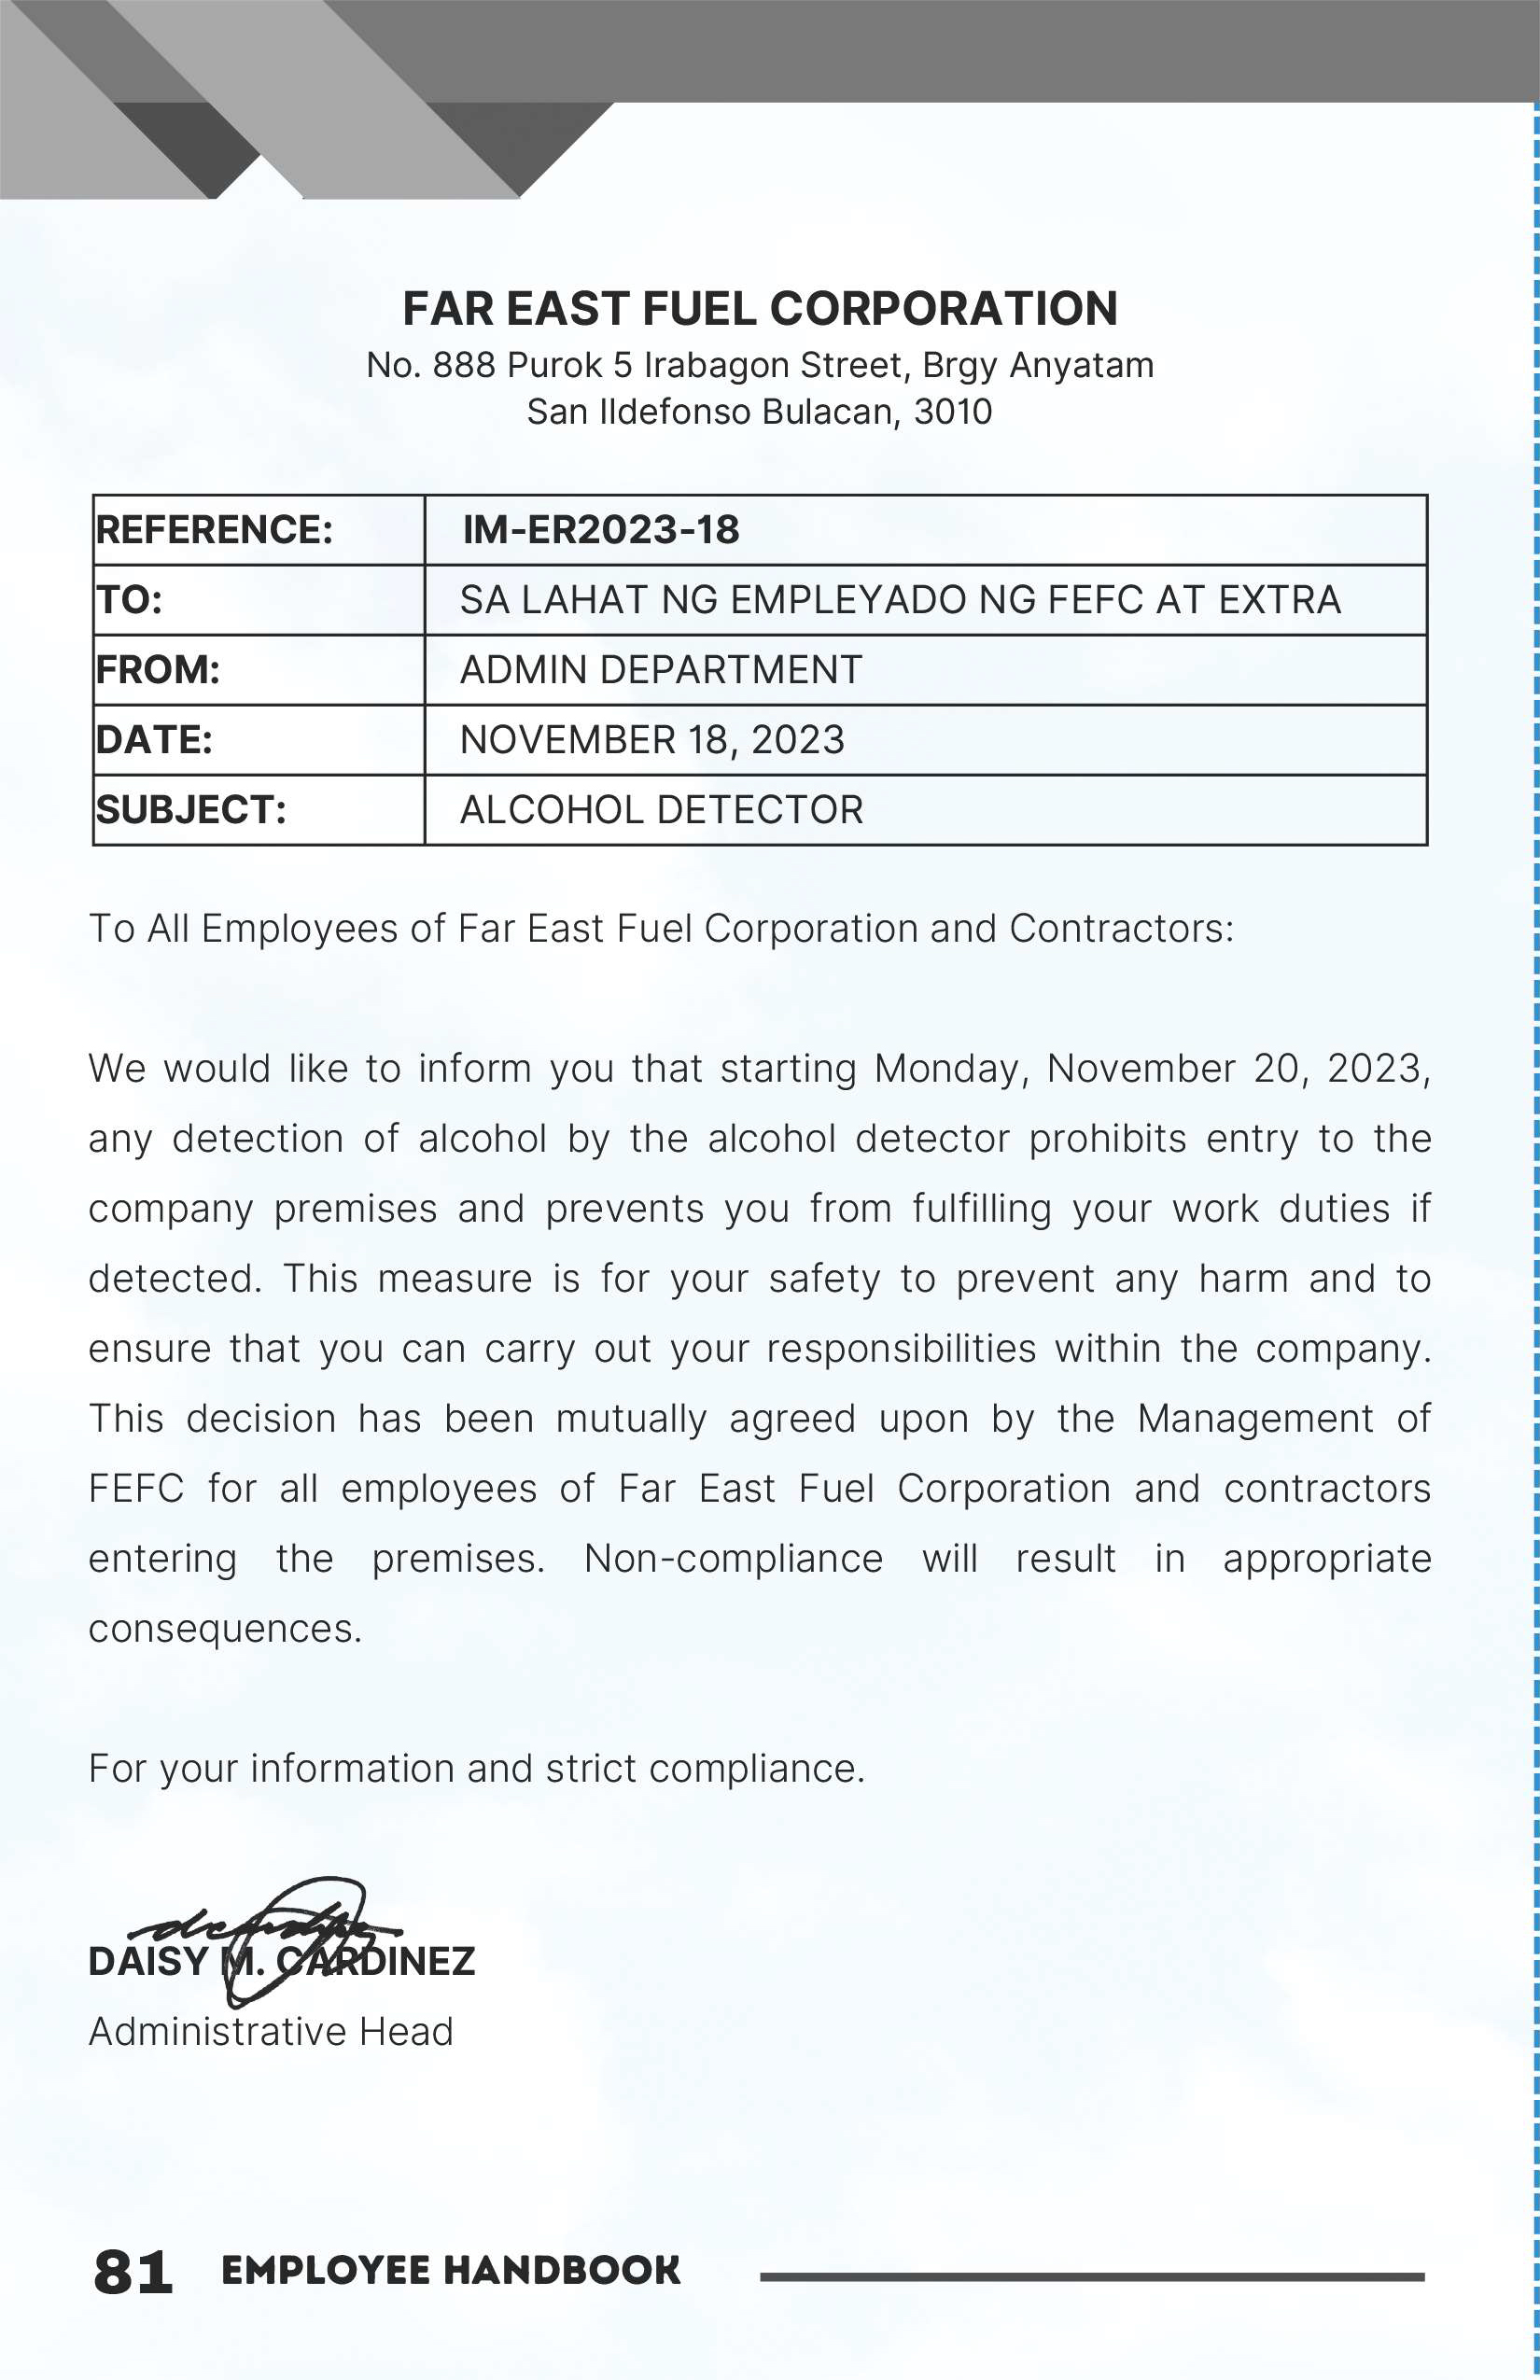 FAR EAST FUEL CORPORATION
No. 888 Purok 5 Irabagon Street, Brgy Anyatam
San Ildefonso Bulacan, 3010
REFERENCE: IM-ER2023-18
TO: SA LAHAT NG EMPLEYADO NG FEFC AT EXTRA
FROM: ADMIN DEPARTMENT
DATE: NOVEMBER 18, 2023
SUBJECT: ALCOHOL DETECTOR
To All Employees of Far East Fuel Corporation and Contractors:
We would like to inform you that starting Monday, November 20, 2023,
any detection of alcohol by the alcohol detector prohibits entry to the
company premises and prevents you from fulfilling your work duties if
detected. This measure is for your safety to prevent any harm and to
ensure that you can carry out your responsibilities within the company.
This decision has been mutually agreed upon by the Management of
FEFC for all employees of Far East Fuel Corporation and contractors
entering the premises. Non-compliance will result in appropriate
consequences.
For your information and strict compliance.
DAISY M. CARDINEZ
Administrative Head
81 EMPLOYEE HANDBOOK